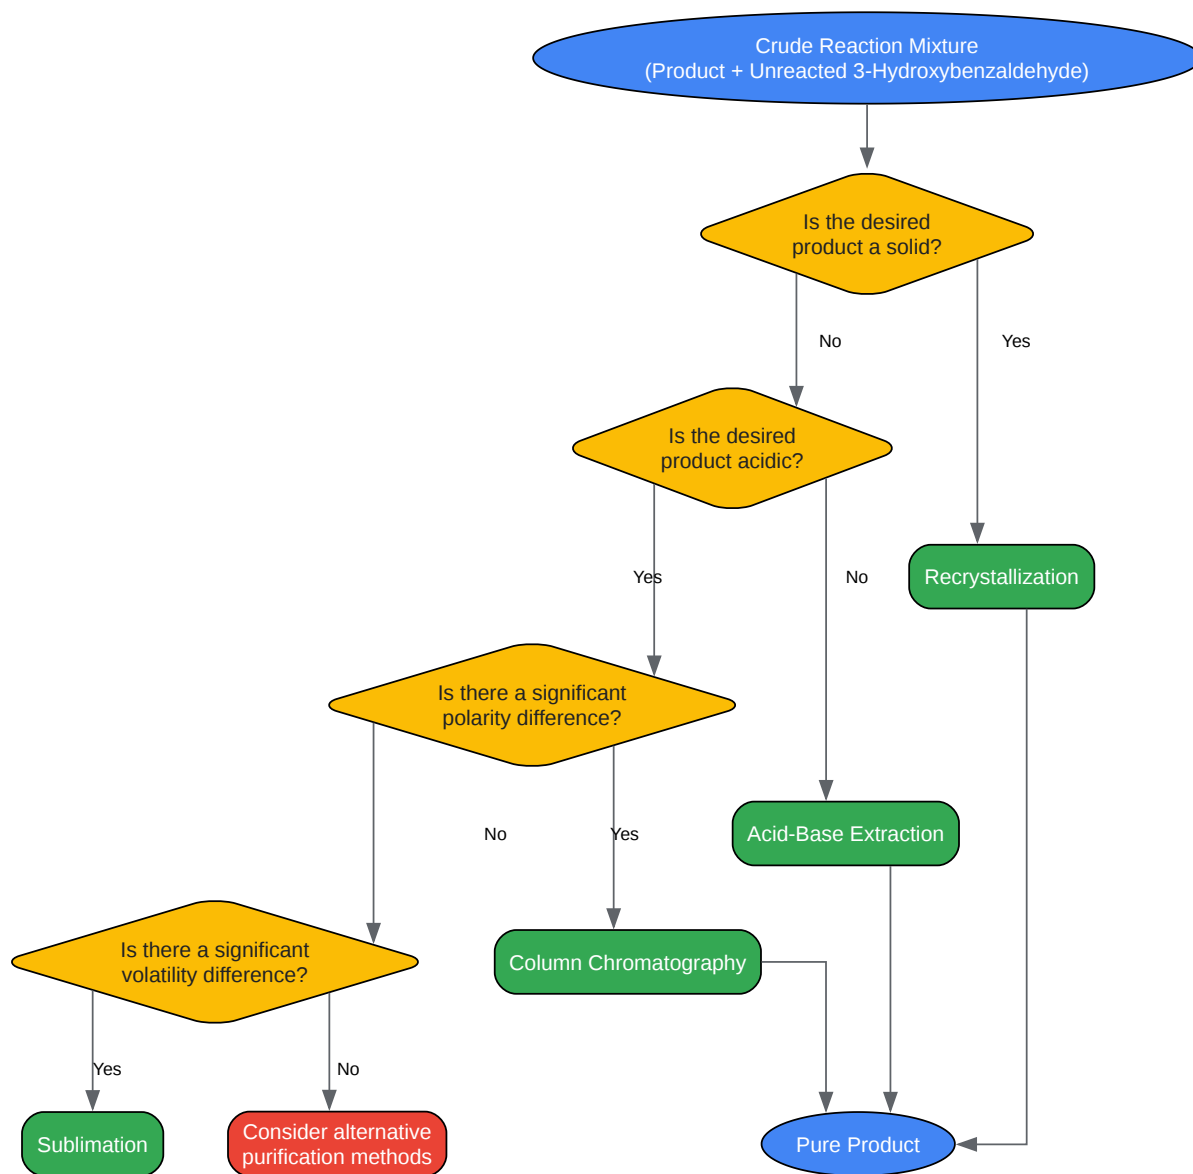 Crude Reaction Mixture
(Product + Unreacted 3-Hydroxybenzaldehyde)
Is the desired
product a solid?
No
Yes
Is the desired
product acidic?
Yes
No
Recrystallization
Is there a significant
polarity difference?
No
Yes
Acid-Base Extraction
Is there a significant
volatility difference?
Column Chromatography
Yes
No
Sublimation
Consider alternative
purification methods
Pure Product